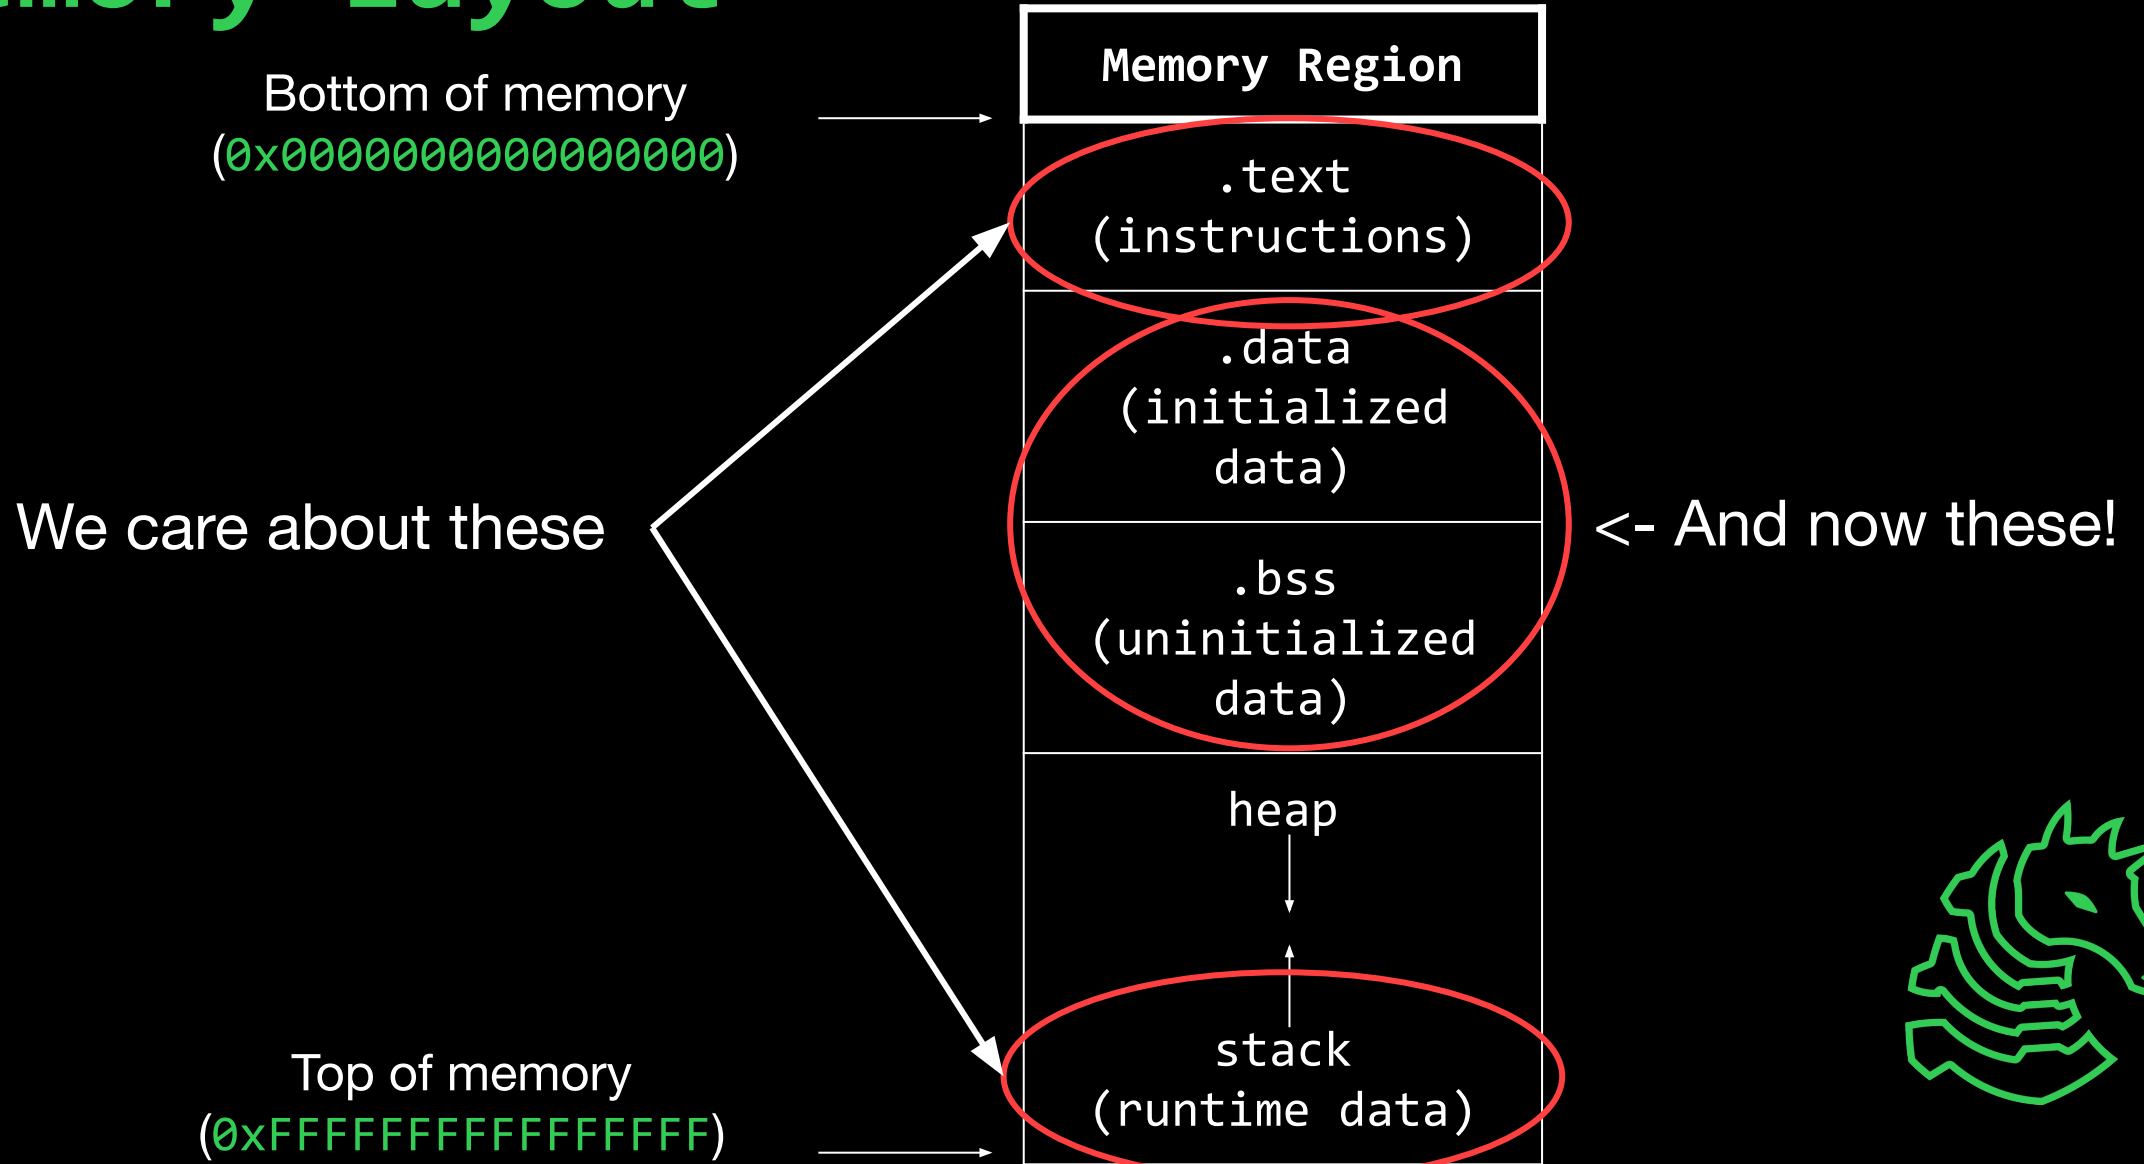 Memory Region
Bottom of memory
(0x0000000000000000)
.text
(instructions)
.data
(initialized
data)
We care about these
<- And now these!
.bss
(uninitialized
data)
heap
stack
(runtime data)
Top of memory
(0xFFFFFFFFFFFFFFFF)